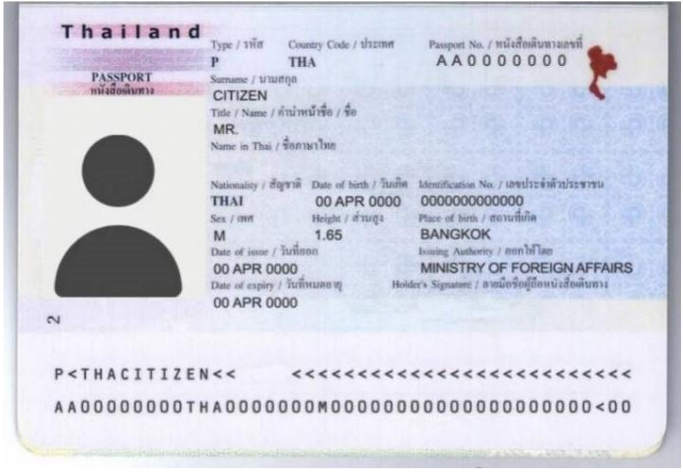 Thailand
PASSPORT
หนังสือเดินทาง
Type / รหัส Country Code / ประเทศ Passport No. / หนังสือเดินทางเลขที่
P THA AA0000000
Surname / นามสกุล
CITIZEN
Title / Name / คำนำหน้าชื่อ / ชื่อ
MR.
Name in Thai / ชื่อภาษาไทย
Nationality / สัญชาติ Date of birth / วันเกิด Identification No. / เลขประจำตัวประชาชน
THAI 00 APR 0000 0000000000000
Sex / เพศ Height / ส่วนสูง Place of birth / สถานที่เกิด
M 1.65 BANGKOK
Date of issue / วันที่ออก Issuing Authority / ออกให้โดย
00 APR 0000 MINISTRY OF FOREIGN AFFAIRS
Date of expiry / วันที่หมดอายุ Holder's Signature / ลายมือชื่อผู้ถือหนังสือเดินทาง
00 APR 0000
2
P<THACITIZEN<< <<<<<<<<<<<<<<<<<<<<<<<<<<
AA00000000THA0000000M00000000000000000000000<00